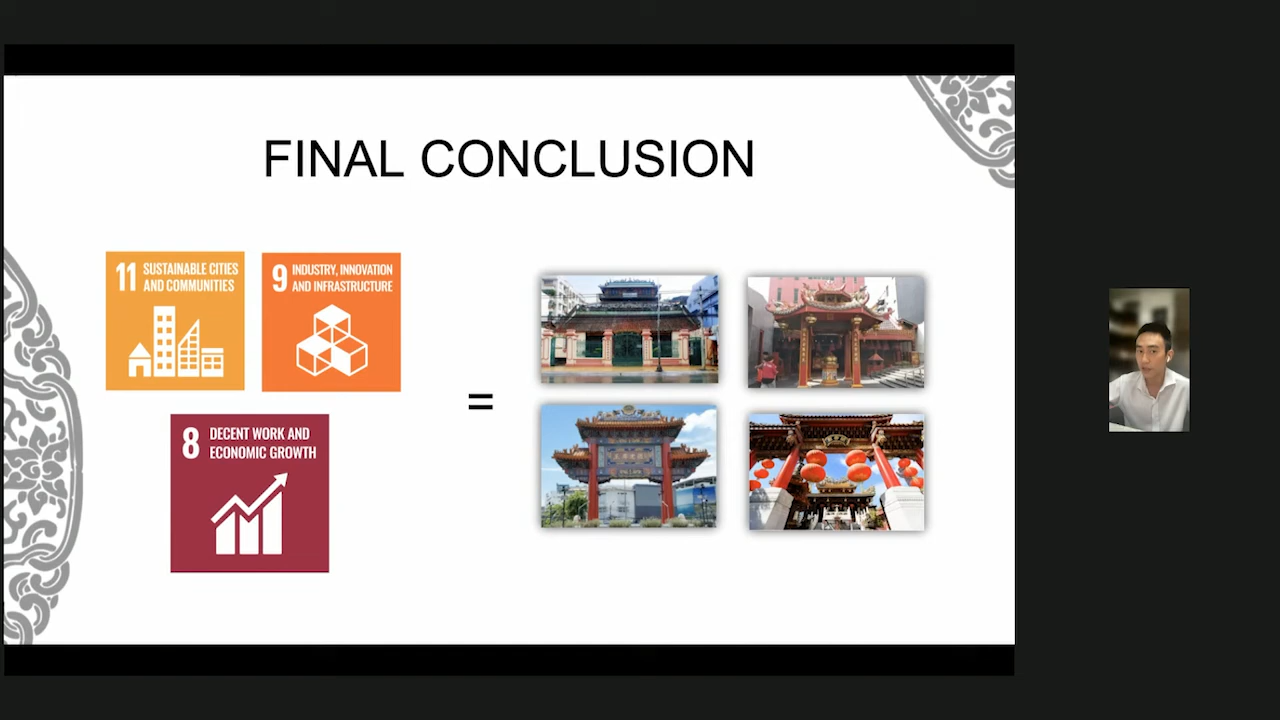 FINAL CONCLUSION
11 SUSTAINABLE CITIES
AND COMMUNITIES
9 INDUSTRY, INNOVATION
AND INFRASTRUCTURE
=
8 DECENT WORK AND
ECONOMIC GROWTH